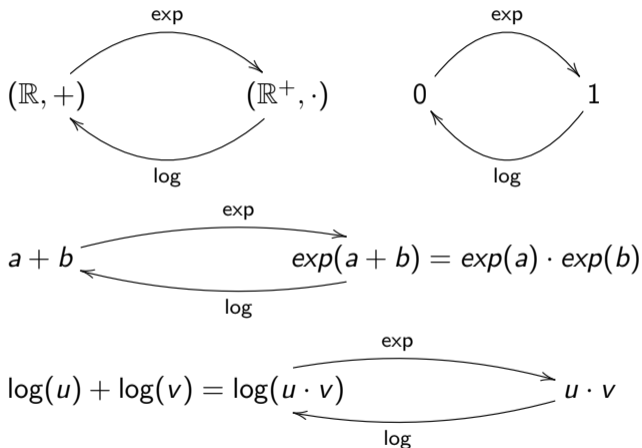 exp exp
(ℝ, +) (ℝ⁺, ·) 0 1
log log
exp
a + b exp(a + b) = exp(a) · exp(b)
log
exp
log(u) + log(v) = log(u · v) u · v
log